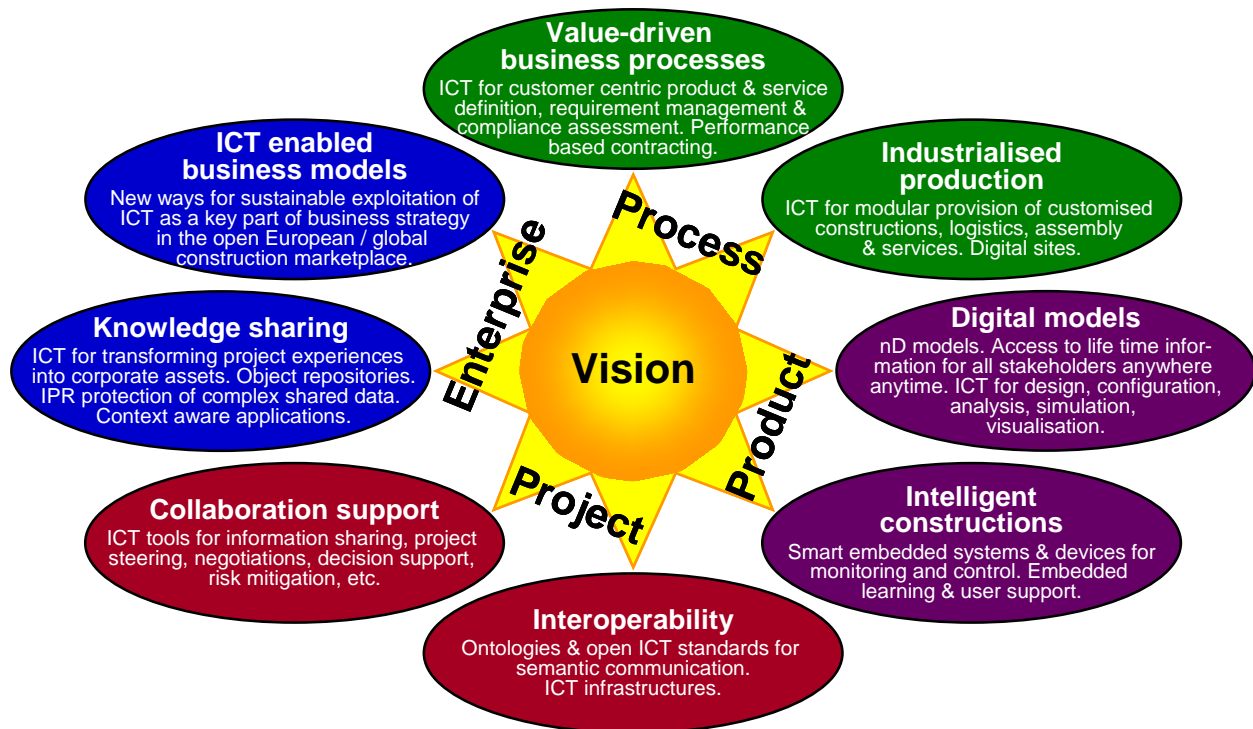 Value-driven
business processes
ICT for customer centric product & service
definition, requirement management &
compliance assessment. Performance
based contracting.
Industrialised
production
ICT for modular provision of customised
constructions, logistics, assembly
& services. Digital sites.
Digital models
nD models. Access to life time infor-
mation for all stakeholders anywhere
anytime. ICT for design, configuration,
analysis, simulation,
visualisation.
Intelligent
constructions
Smart embedded systems & devices for
monitoring and control. Embedded
learning & user support.
Interoperability
Ontologies & open ICT standards for
semantic communication.
ICT infrastructures.
Collaboration support
ICT tools for information sharing, project
steering, negotiations, decision support,
risk mitigation, etc.
Knowledge sharing
ICT for transforming project experiences
into corporate assets. Object repositories.
IPR protection of complex shared data.
Context aware applications.
ICT enabled
business models
New ways for sustainable exploitation of
ICT as a key part of business strategy
in the open European / global
construction marketplace.
Process
Product
Project
Enterprise
Vision